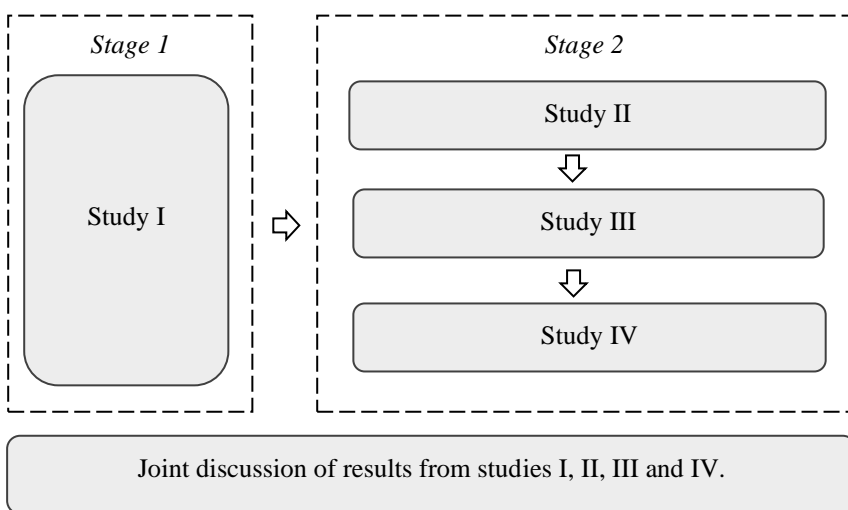 Stage 1
Study I
Stage 2
Study II
Study III
Study IV
Joint discussion of results from studies I, II, III and IV.